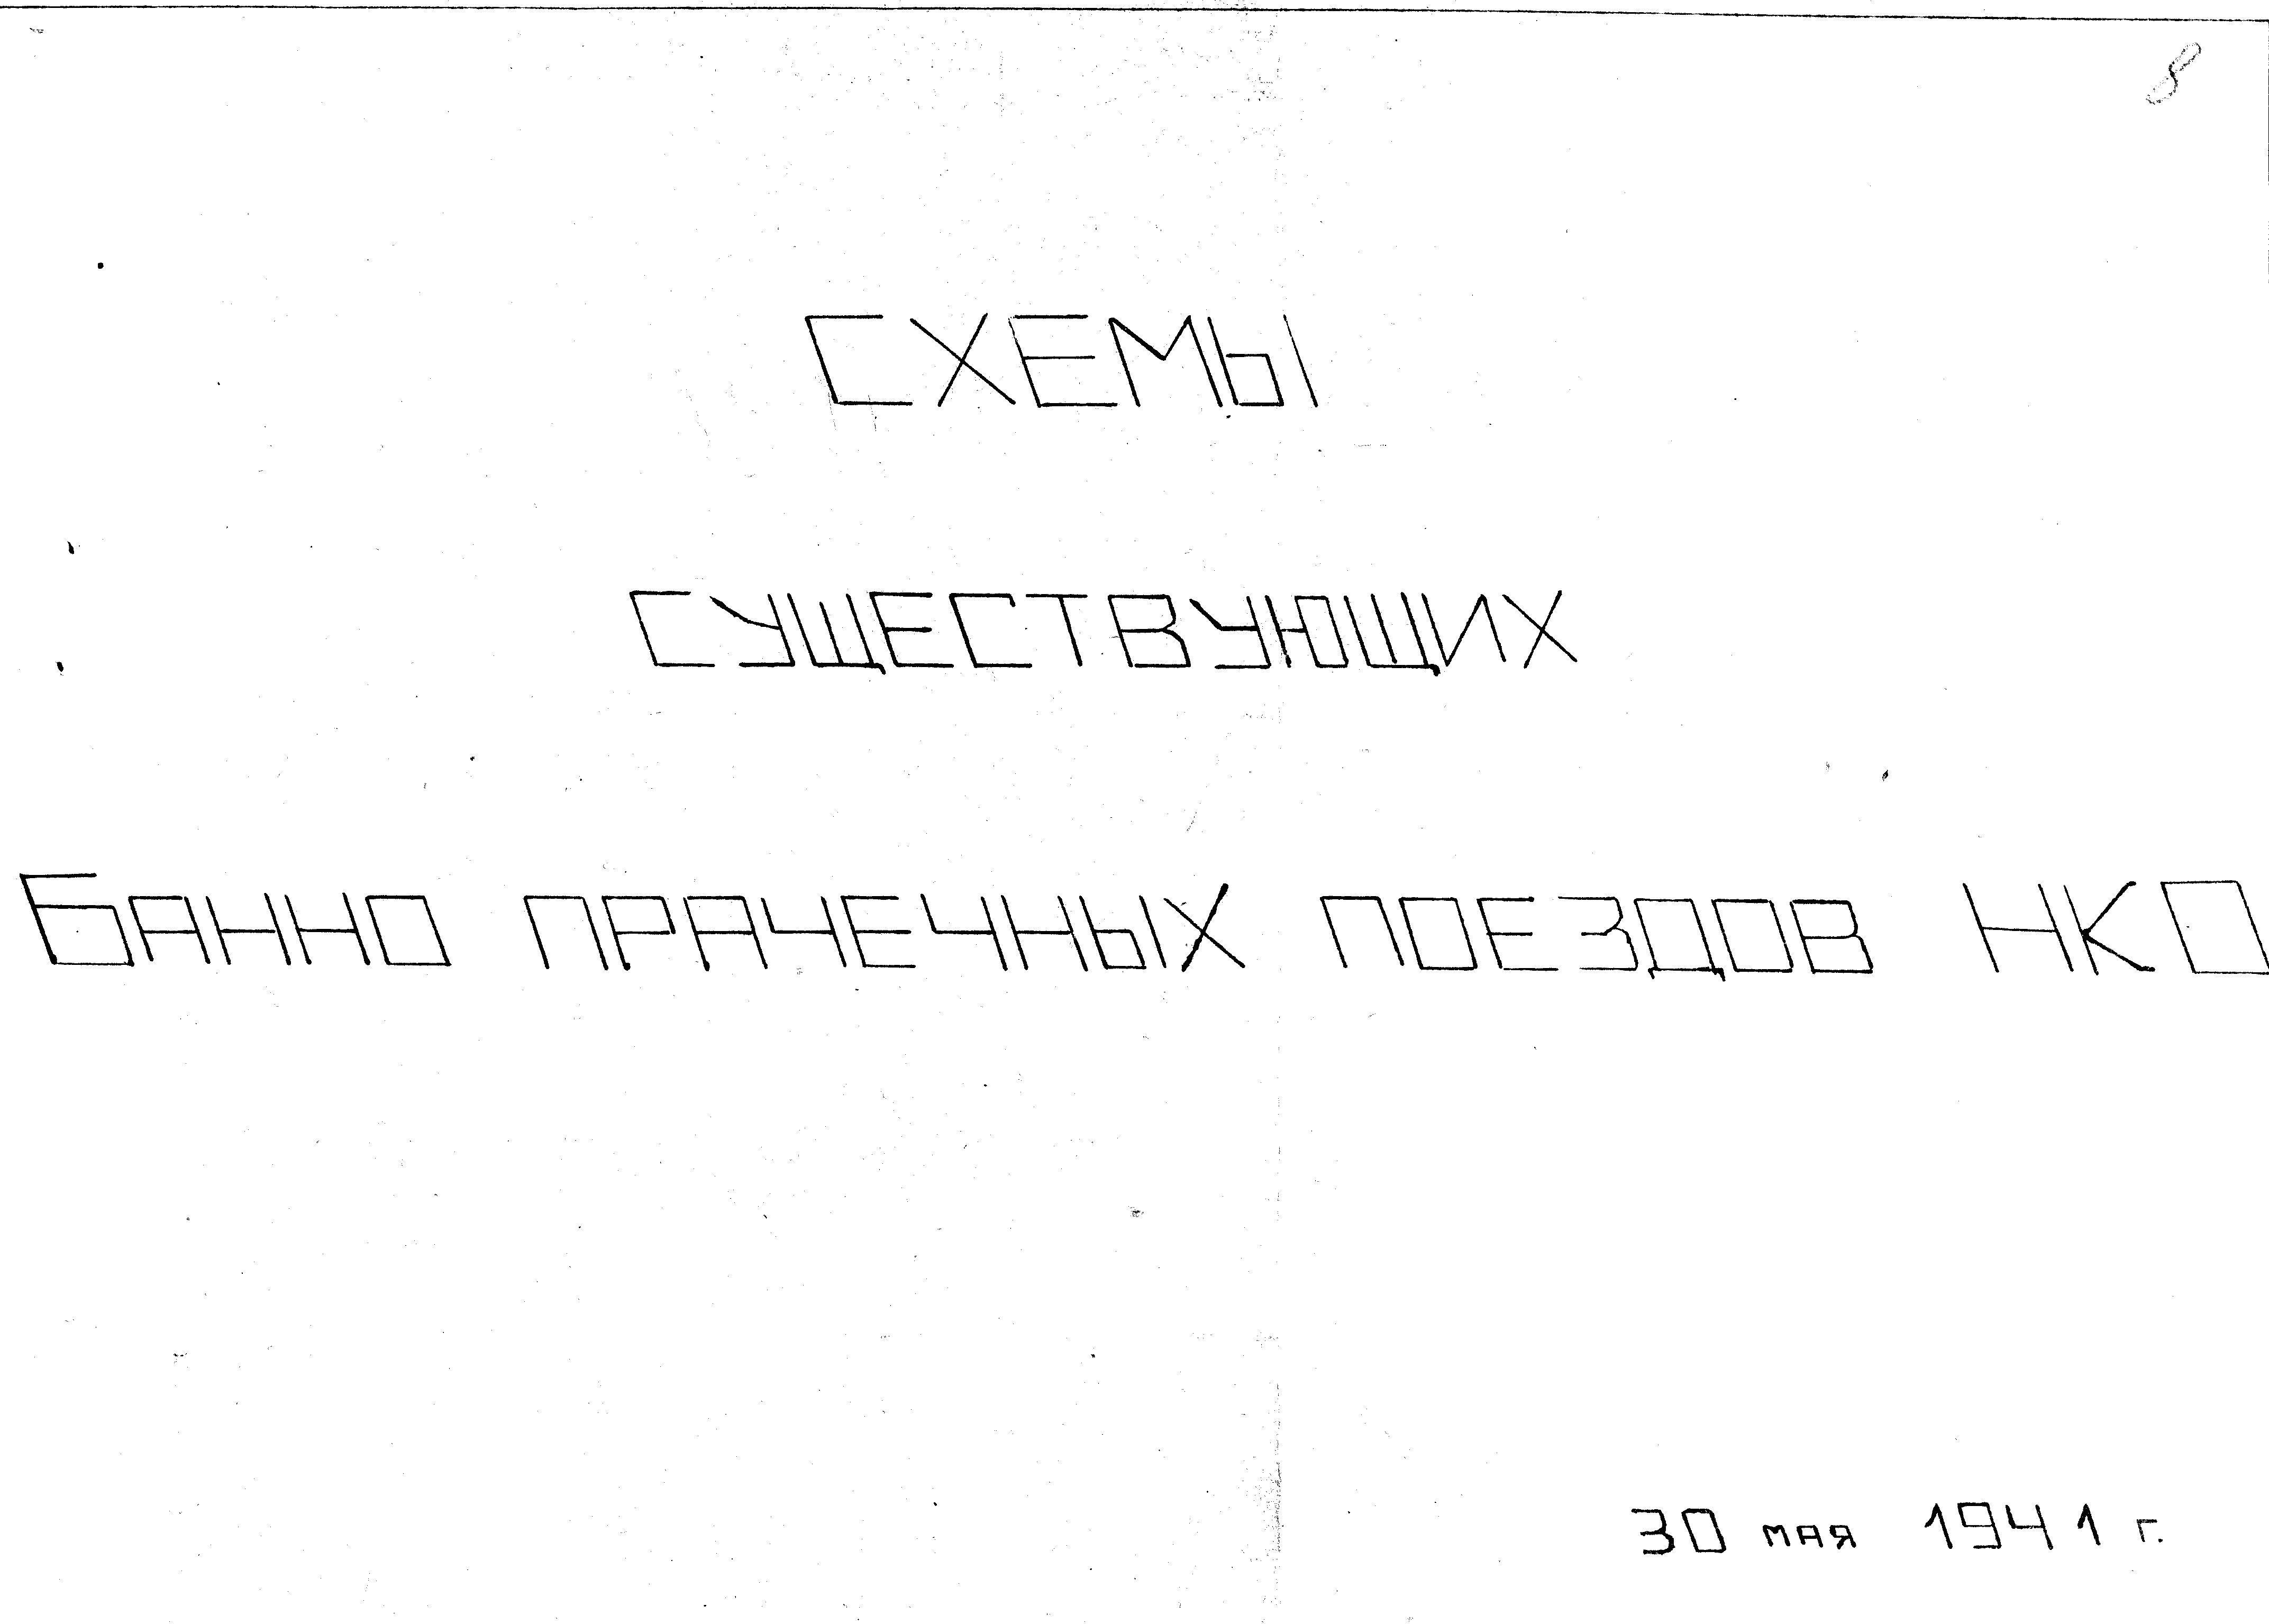 8
СХЕМЫ
СУЩЕСТВУЮЩИХ
БАННО ПРАЧЕЧНЫХ ПОЕЗДОВ НКО
30 мая 1941 г.